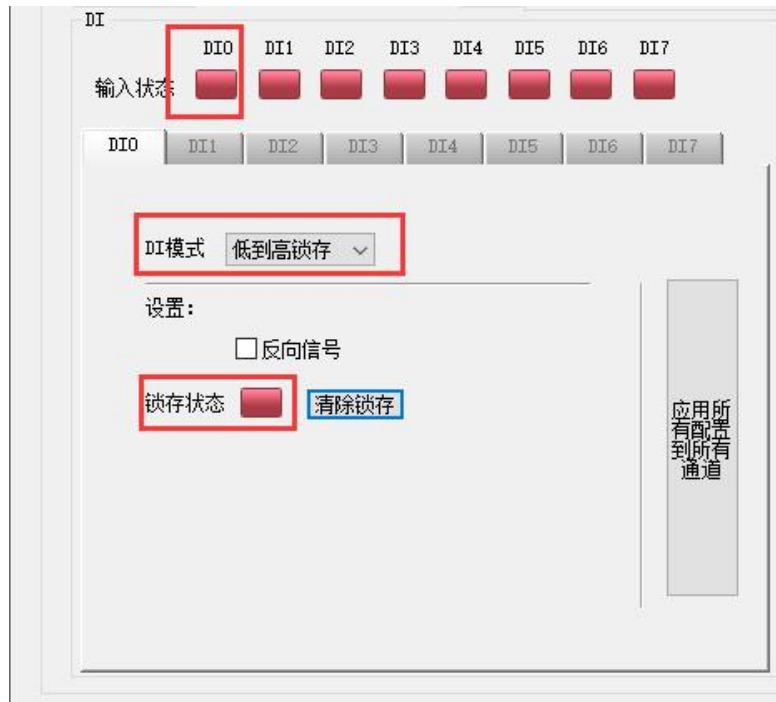 DI
DI0 DI1 DI2 DI3 DI4 DI5 DI6 DI7
输入状态
DI0 DI1 DI2 DI3 DI4 DI5 DI6 DI7
DI模式 低到高锁存
设置:
反向信号
锁存状态 清除锁存
应用所
有配置
到所有
通道